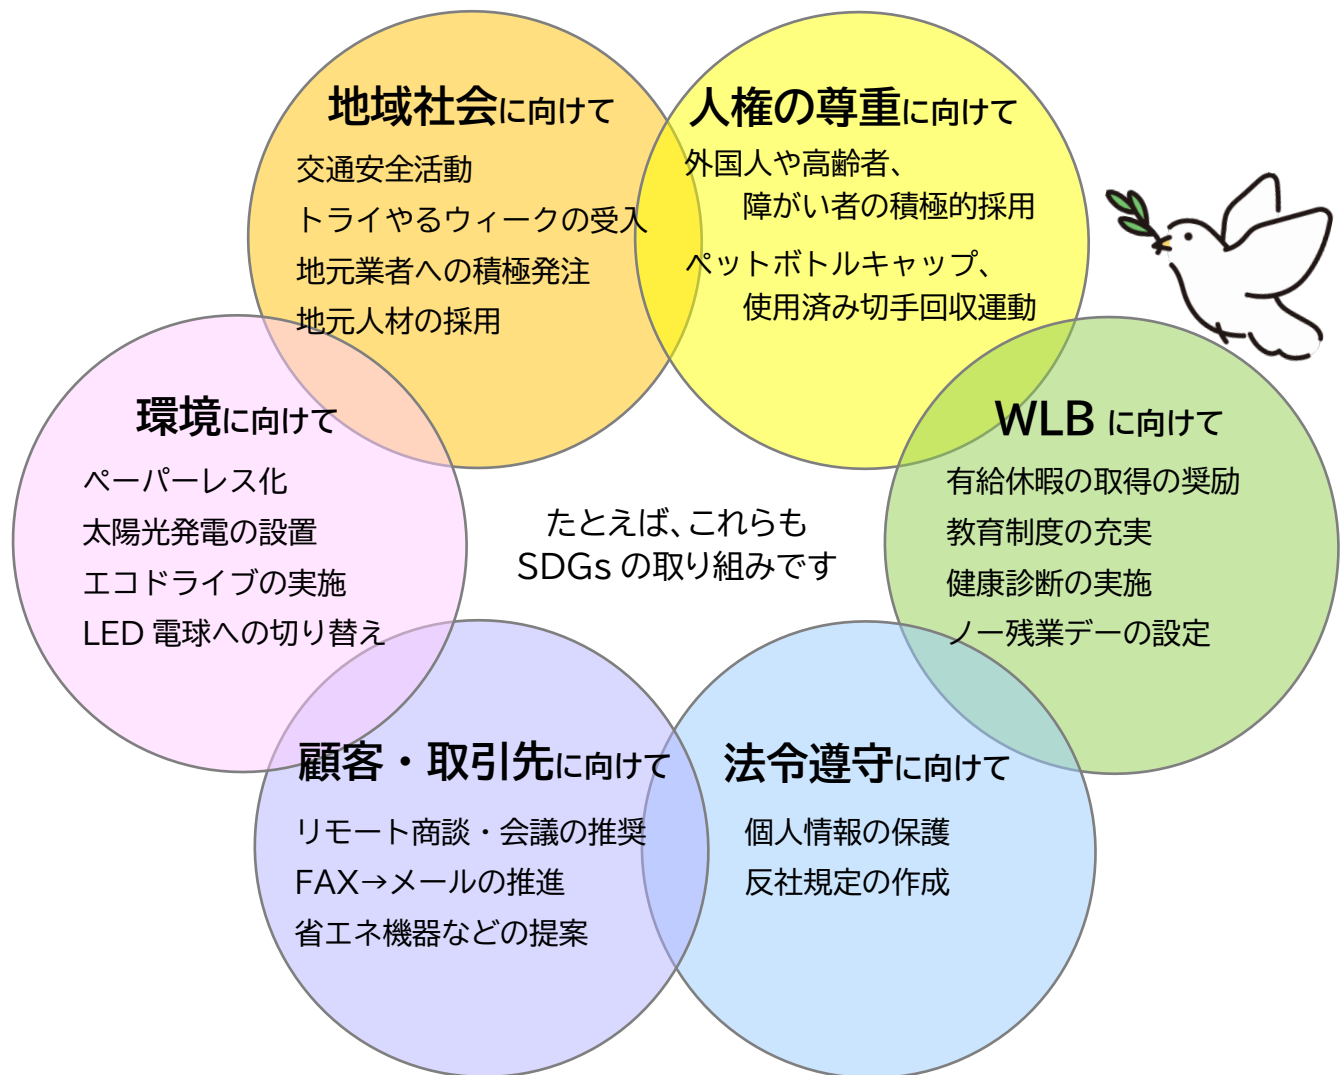 地域社会に向けて
交通安全活動
トライやるウィークの受入
地元業者への積極発注
地元人材の採用
人権の尊重に向けて
外国人や高齢者、
障がい者の積極的採用
ペットボトルキャップ、
使用済み切手回収運動
環境に向けて
ペーパーレス化
太陽光発電の設置
エコドライブの実施
LED 電球への切り替え
たとえば、これらも
SDGs の取り組みです
WLB に向けて
有給休暇の取得の奨励
教育制度の充実
健康診断の実施
ノー残業デーの設定
顧客・取引先に向けて
リモート商談・会議の推奨
FAX→メールの推進
省エネ機器などの提案
法令遵守に向けて
個人情報の保護
反社規定の作成